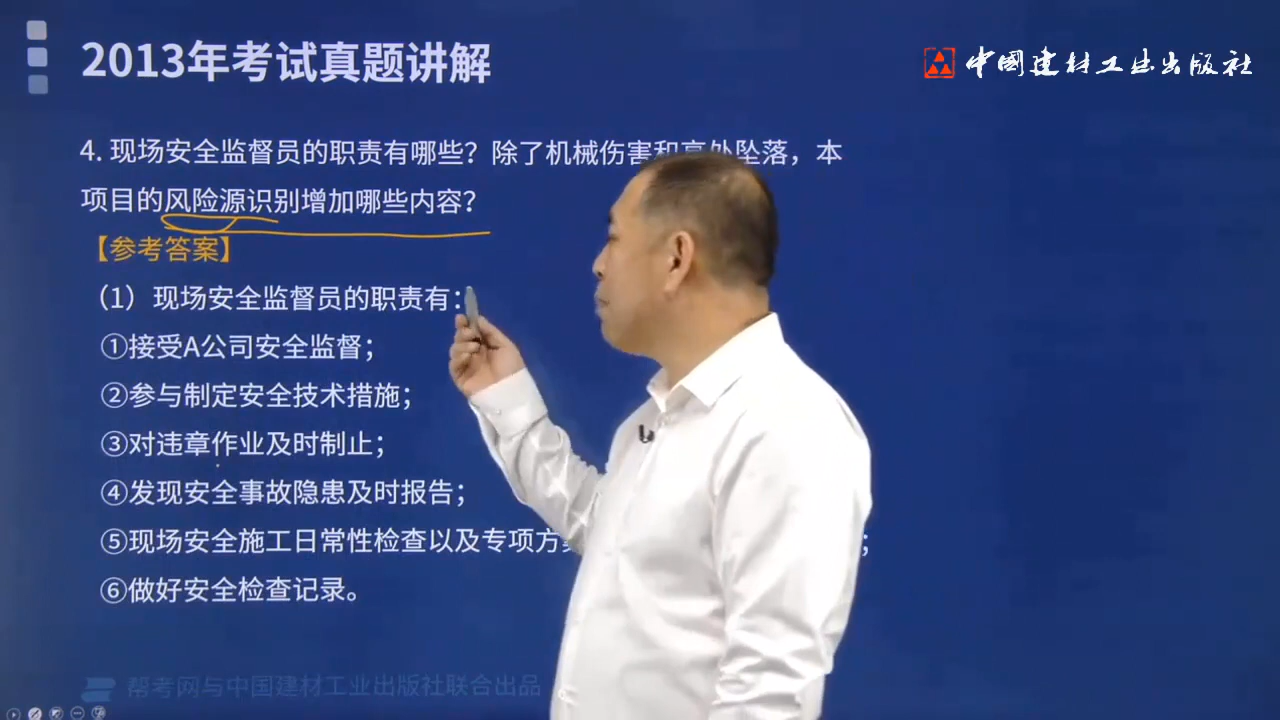 2013年考试真题讲解
中国建材工业出版社
4. 现场安全监督员的职责有哪些？除了机械伤害和高处坠落，本
项目的风险源识别增加哪些内容？
【参考答案】
（1）现场安全监督员的职责有：
①接受A公司安全监督；
②参与制定安全技术措施；
③对违章作业及时制止；
④发现安全事故隐患及时报告；
⑤现场安全施工日常性检查以及专项方 ；
⑥做好安全检查记录。
帮考网与中国建材工业出版社联合出品